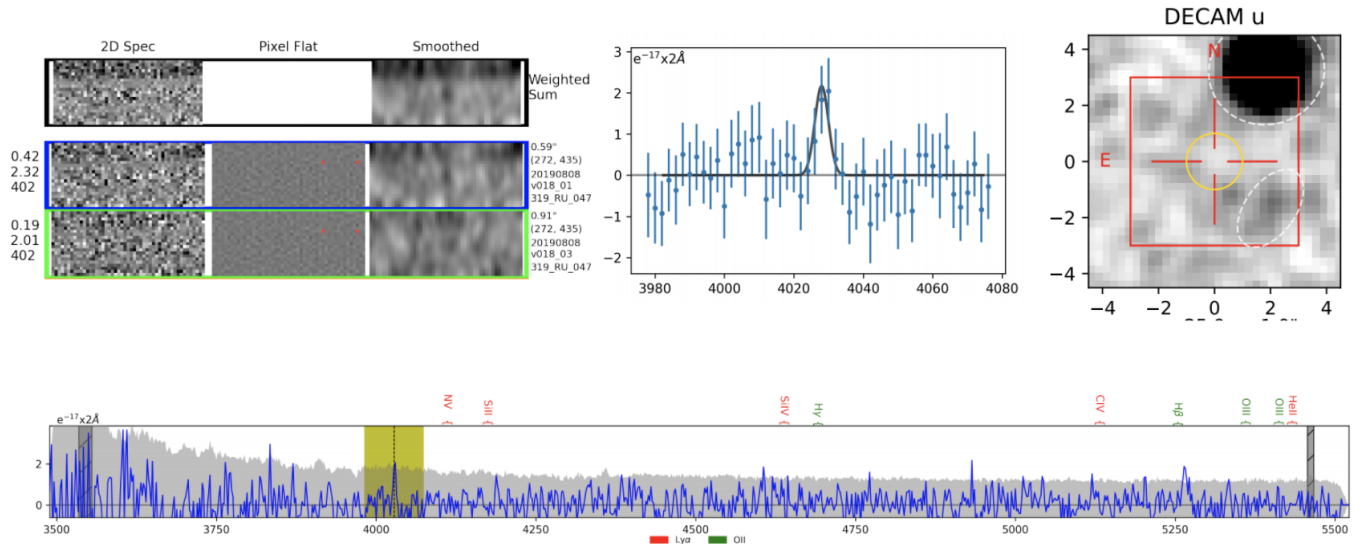 DECAM u
2D Spec Pixel Flat Smoothed
Weighted
Sum
0.42
2.32
402
0.59"
(272, 435)
20190808
v018_01
319_RU_047
0.19
2.01
402
0.91"
(272, 435)
20190808
v018_03
319_RU_047
e⁻¹⁷x2Å
3
2
1
0
−1
−2
3980 4000 4020 4040 4060 4080
N
E
4
2
0
−2
−4
−4 −2 0 2 4
NV SiII SiIV Hγ CIV Hβ OIII OIII HeII
e⁻¹⁷x2Å
2
0
3500 3750 4000 4250 4500 4750 5000 5250 5500
Lyα OII